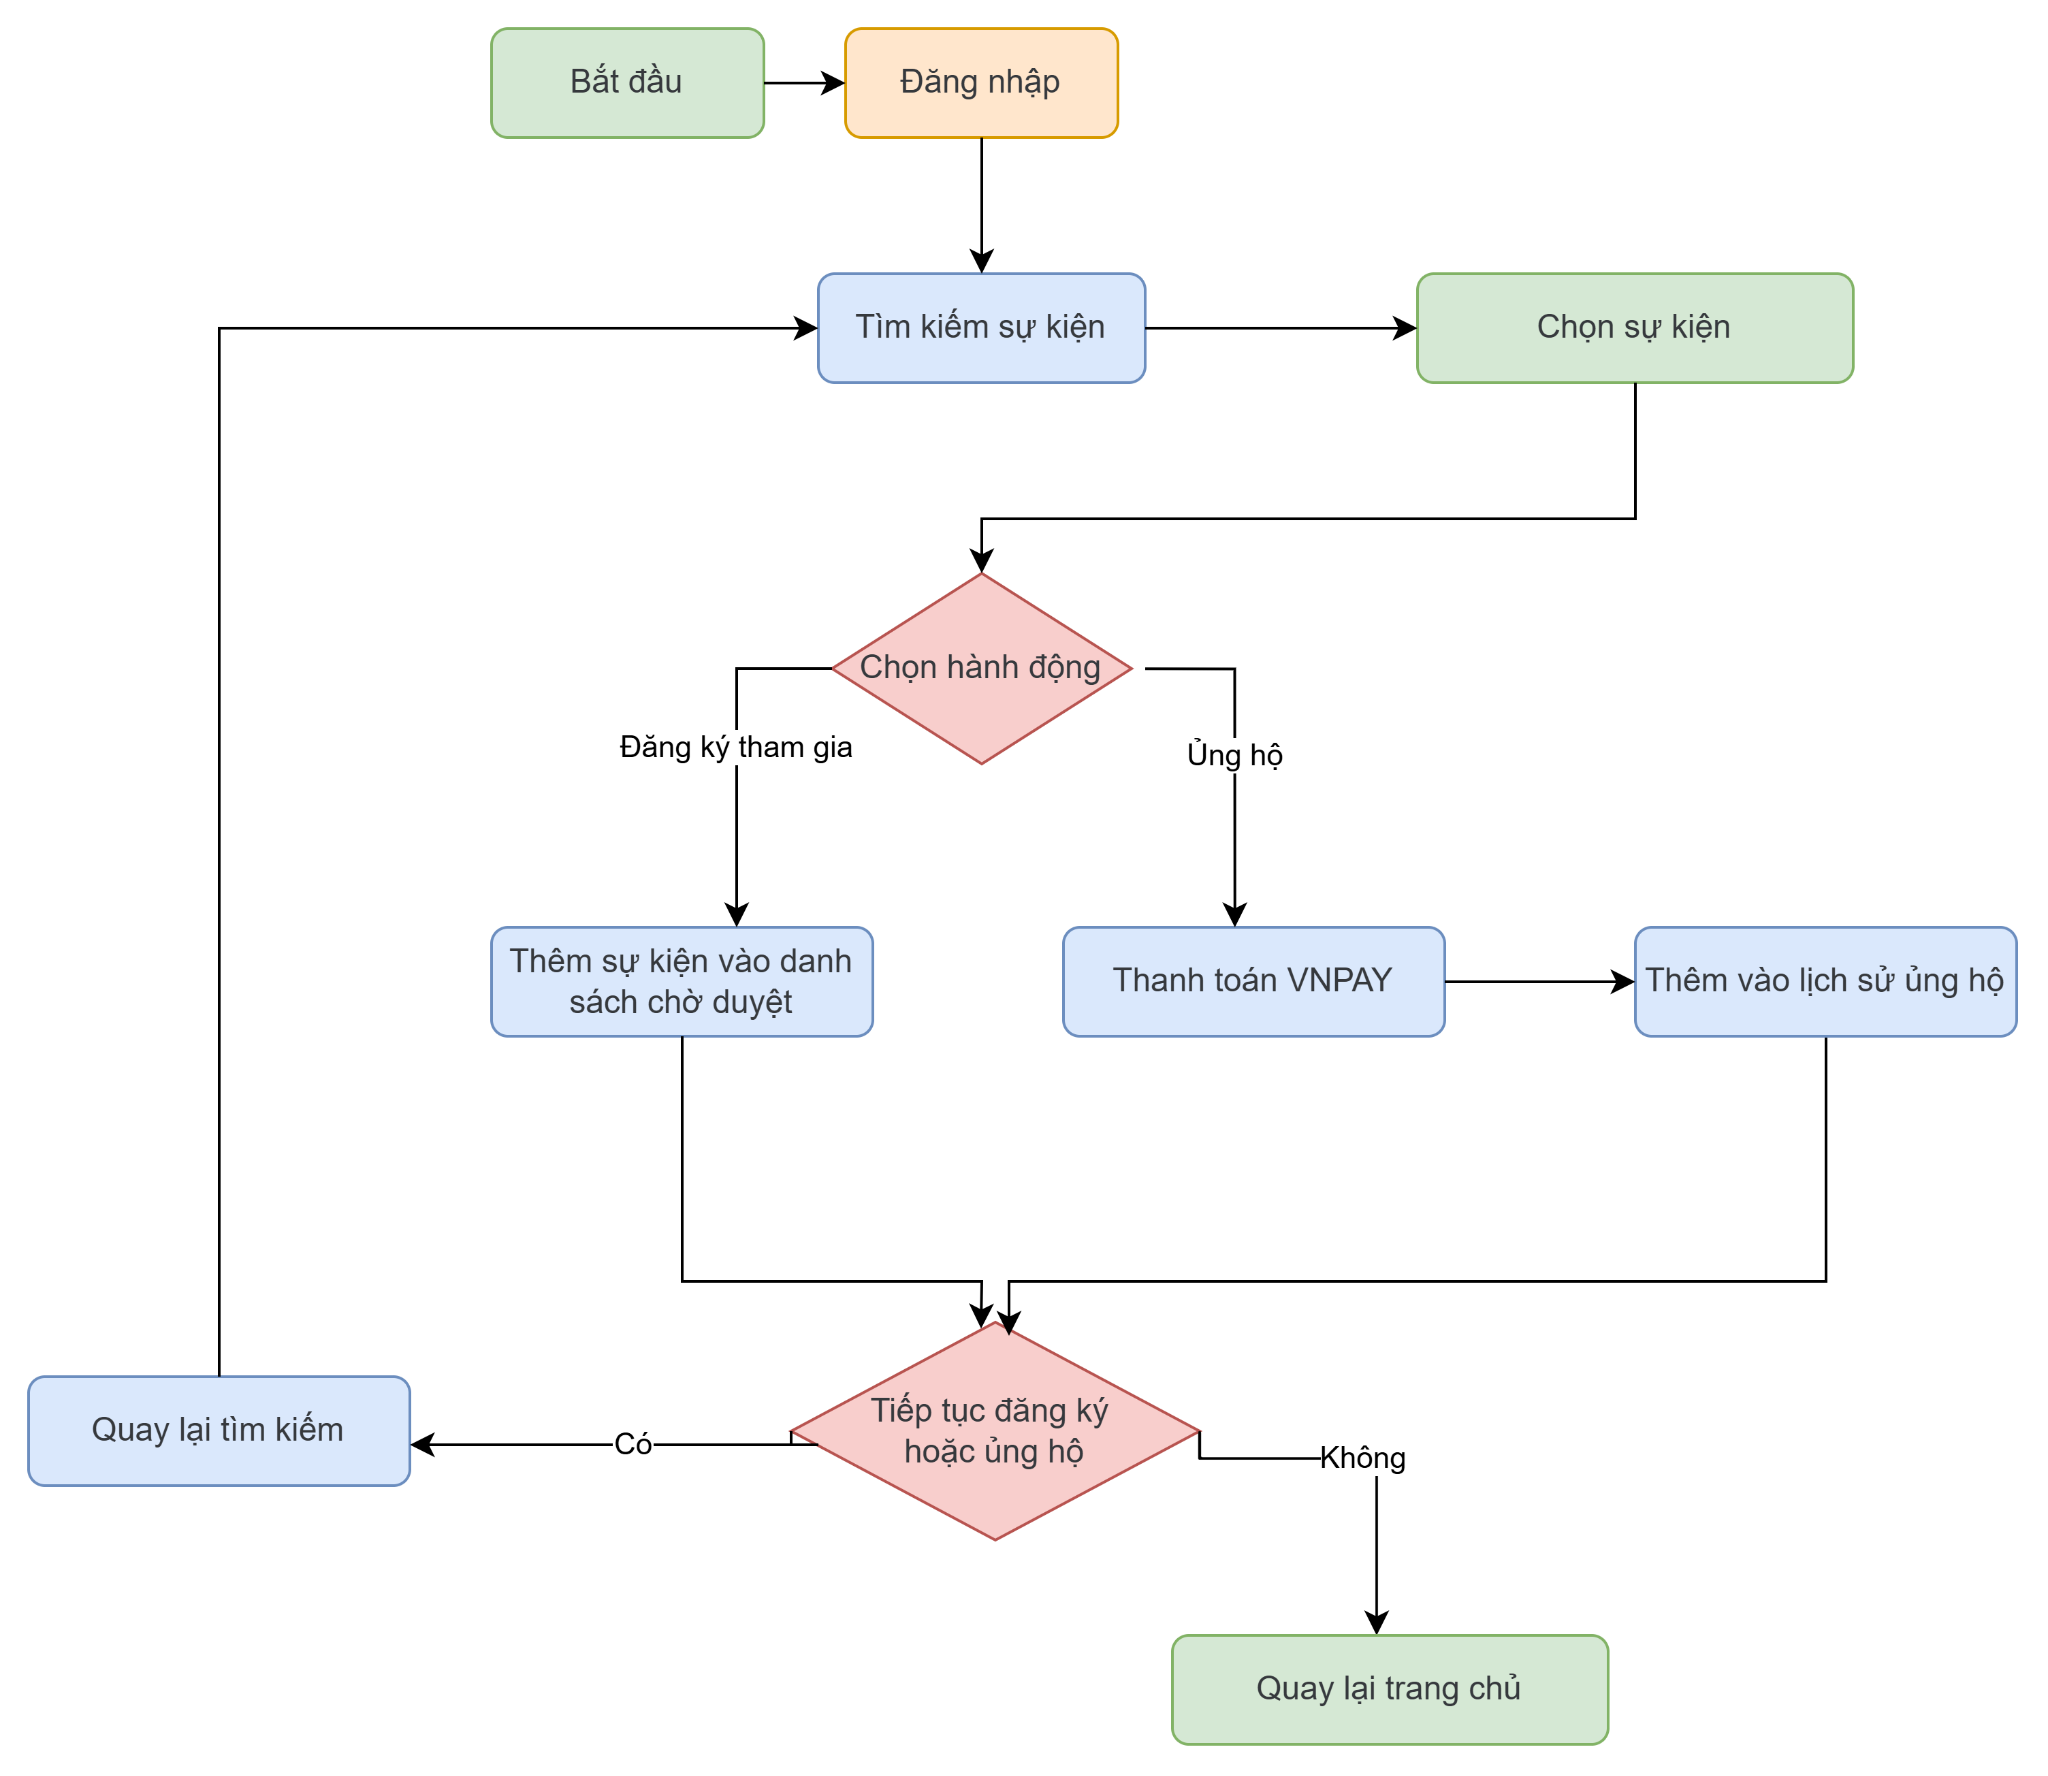 Bắt đầu
Đăng nhập
Tìm kiếm sự kiện
Chọn sự kiện
Chọn hành động
Đăng ký tham gia
Ủng hộ
Thêm sự kiện vào danh
sách chờ duyệt
Thanh toán VNPAY
Thêm vào lịch sử ủng hộ
Tiếp tục đăng ký
hoặc ủng hộ
Quay lại tìm kiếm
Có
Không
Quay lại trang chủ